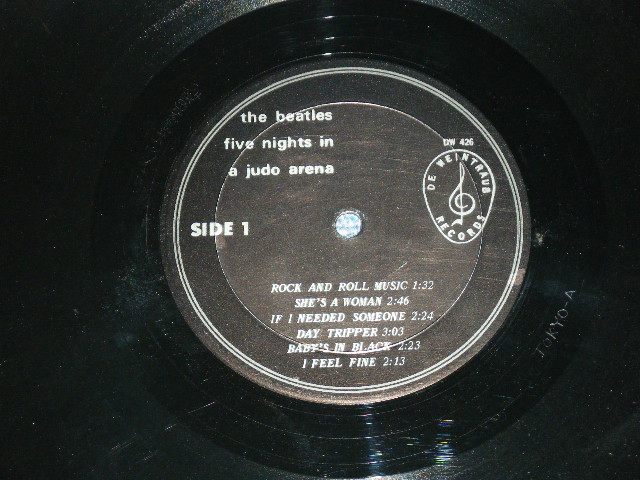 the beatles
five nights in
a judo arena
DW 426
DE WEINTRAUB
RECORDS
SIDE 1
ROCK AND ROLL MUSIC 1:32
SHE'S A WOMAN 2:46
IF I NEEDED SOMEONE 2:24
DAY TRIPPER 3:03
BABY'S IN BLACK 2:23
I FEEL FINE 2:13
TOKYO-A